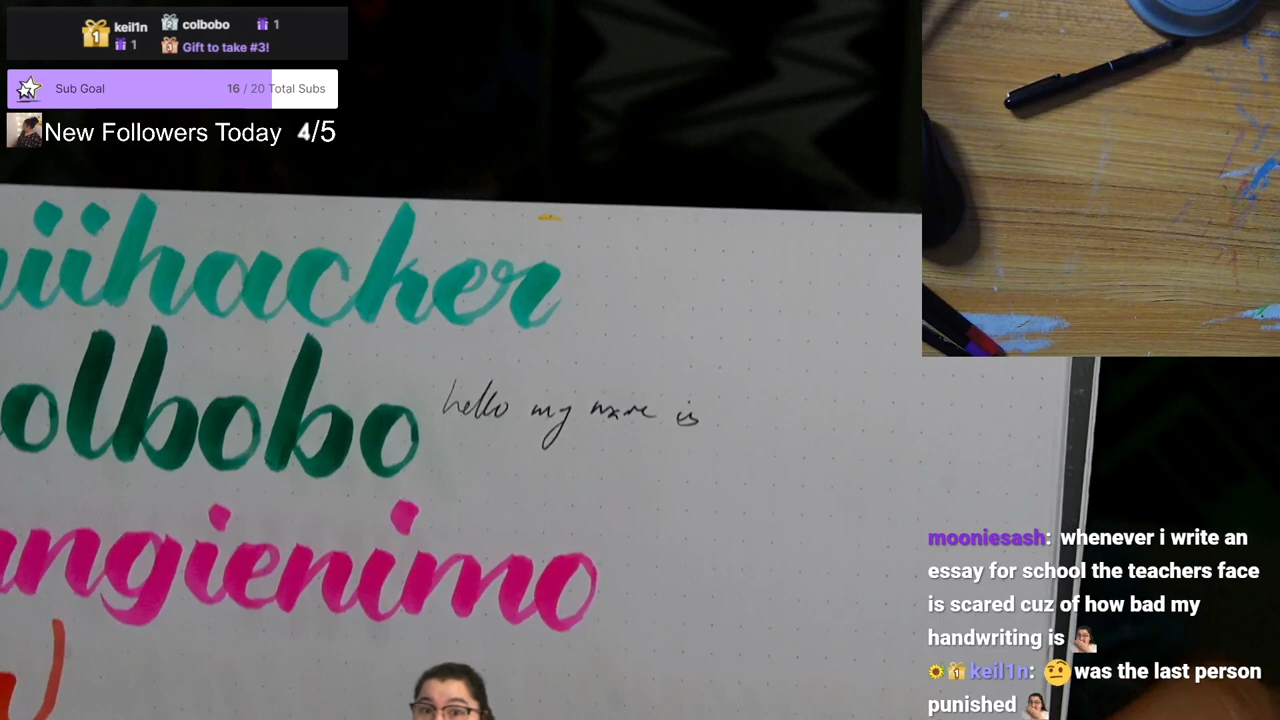 keil1n
1
colbobo
1
Gift to take #3!
Sub Goal
16 / 20 Total Subs
New Followers Today 4/5
iihacker
olbobo
hello my name is
angienimo
mooniesash: whenever i write an
essay for school the teachers face
is scared cuz of how bad my
handwriting is
keil1n: 🤨was the last person
punished